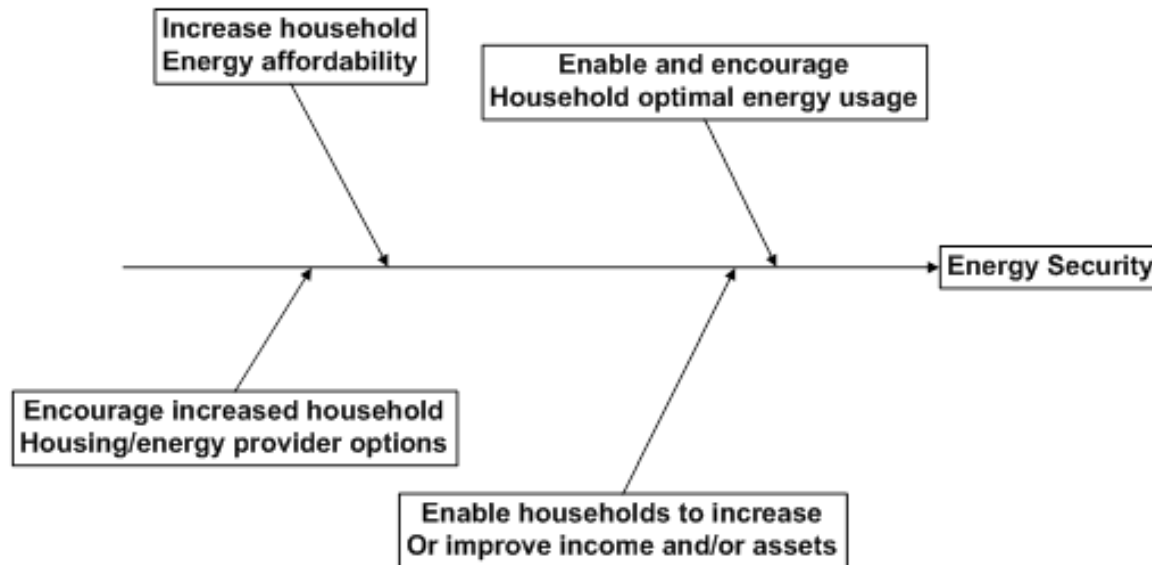 Increase household
Energy affordability
Enable and encourage
Household optimal energy usage
Energy Security
Encourage increased household
Housing/energy provider options
Enable households to increase
Or improve income and/or assets